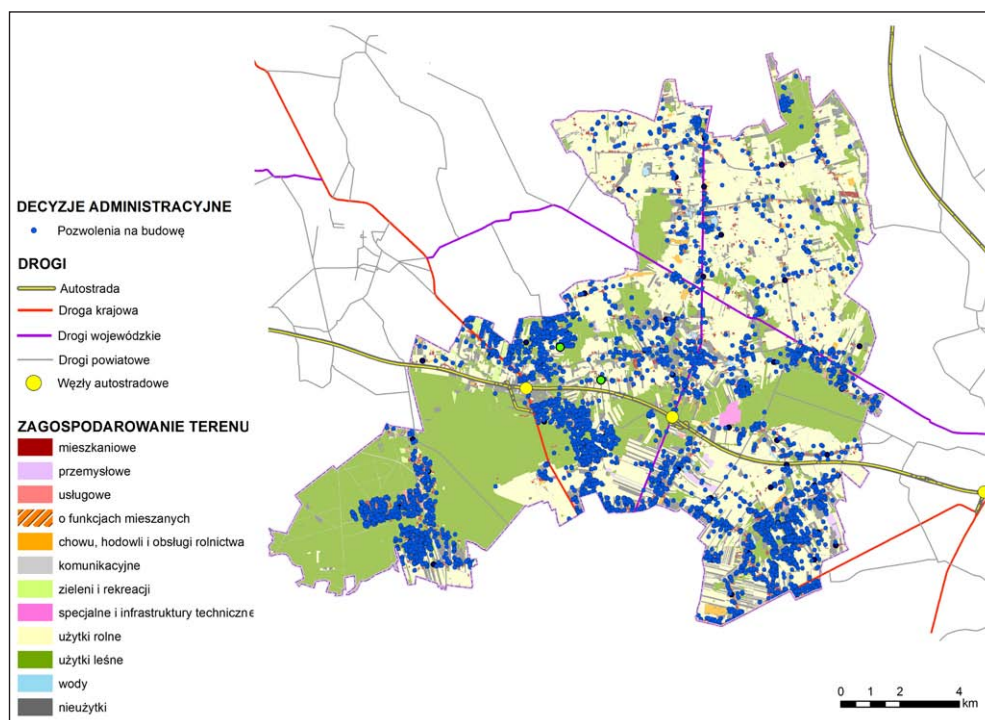 DECYZJE ADMINISTRACYJNE
Pozwolenia na budowę
DROGI
Autostrada
Droga krajowa
Drogi wojewódzkie
Drogi powiatowe
Węzły autostradowe
ZAGOSPODAROWANIE TERENU
mieszkaniowe
przemysłowe
usługowe
o funkcjach mieszanych
chowu, hodowli i obsługi rolnictwa
komunikacyjne
zieleni i rekreacji
specjalne i infrastruktury techniczne
użytki rolne
użytki leśne
wody
nieużytki
0 1 2 4
km